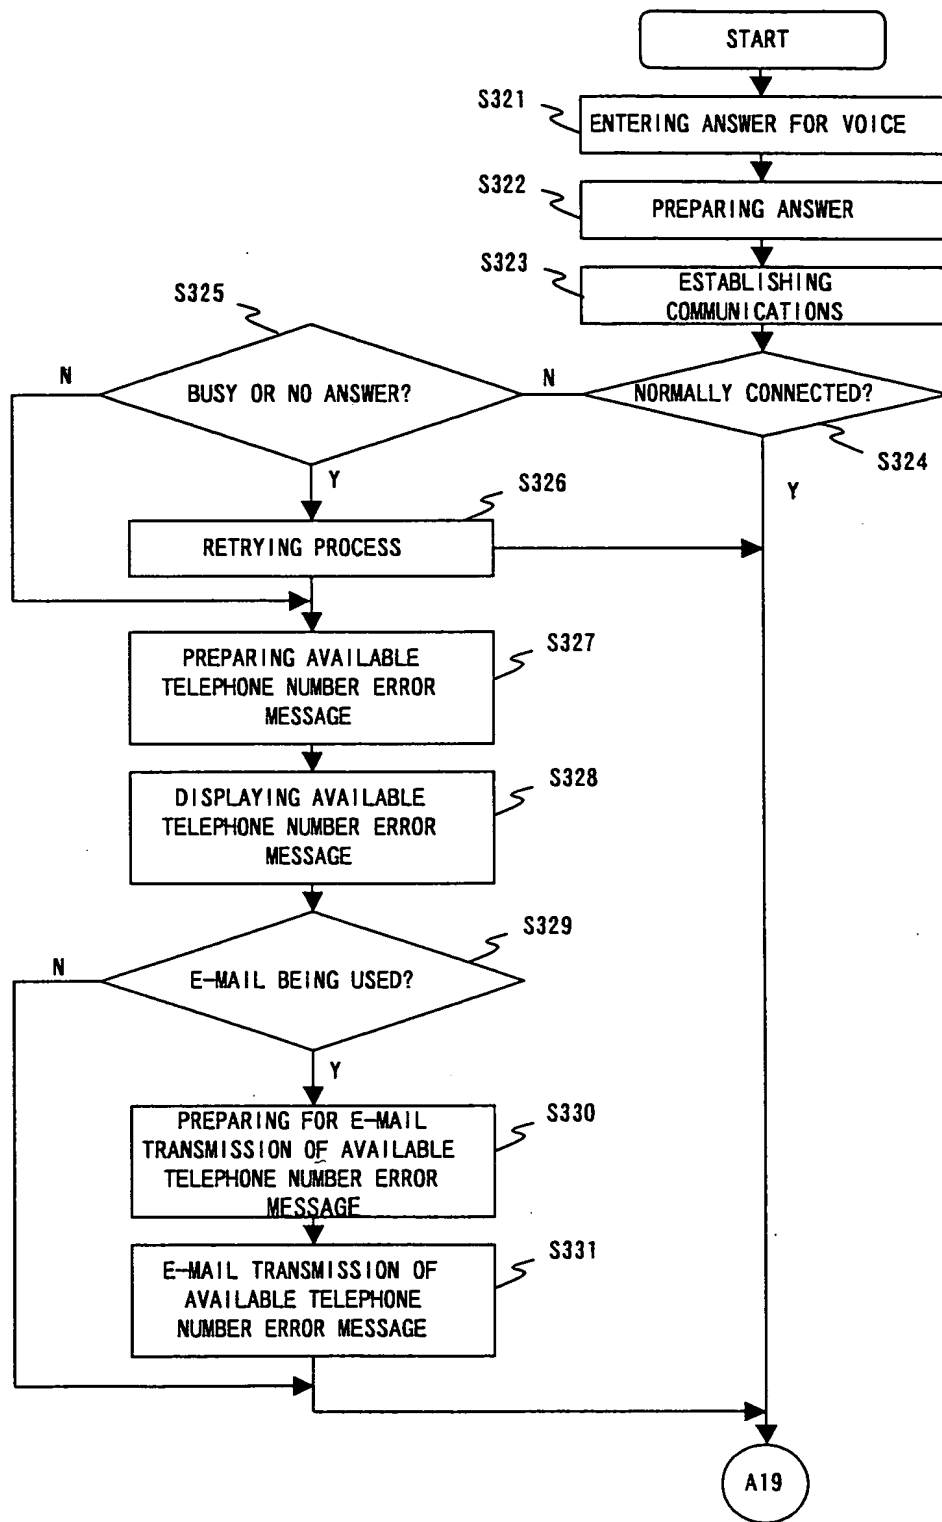 START
S321
ENTERING ANSWER FOR VOICE
S322
PREPARING ANSWER
S323
ESTABLISHING
COMMUNICATIONS
S325
N
BUSY OR NO ANSWER?
N
NORMALLY CONNECTED?
S324
Y
S326
Y
RETRYING PROCESS
S327
PREPARING AVAILABLE
TELEPHONE NUMBER ERROR
MESSAGE
S328
DISPLAYING AVAILABLE
TELEPHONE NUMBER ERROR
MESSAGE
S329
N
E-MAIL BEING USED?
Y
S330
PREPARING FOR E-MAIL
TRANSMISSION OF AVAILABLE
TELEPHONE NUMBER ERROR
MESSAGE
S331
E-MAIL TRANSMISSION OF
AVAILABLE TELEPHONE
NUMBER ERROR MESSAGE
A19